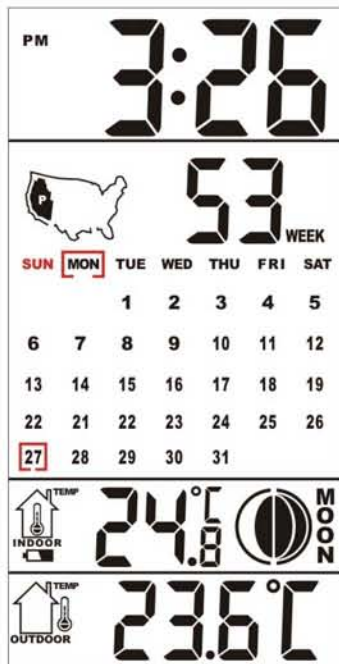 PM 3:26
P
53 WEEK
SUN MON TUE WED THU FRI SAT
1 2 3 4 5
6 7 8 9 10 11 12
13 14 15 16 17 18 19
22 21 22 23 24 25 26
27 28 29 30 31
TEMP
INDOOR
24.8°C
MOON
TEMP
OUTDOOR
23.6°C